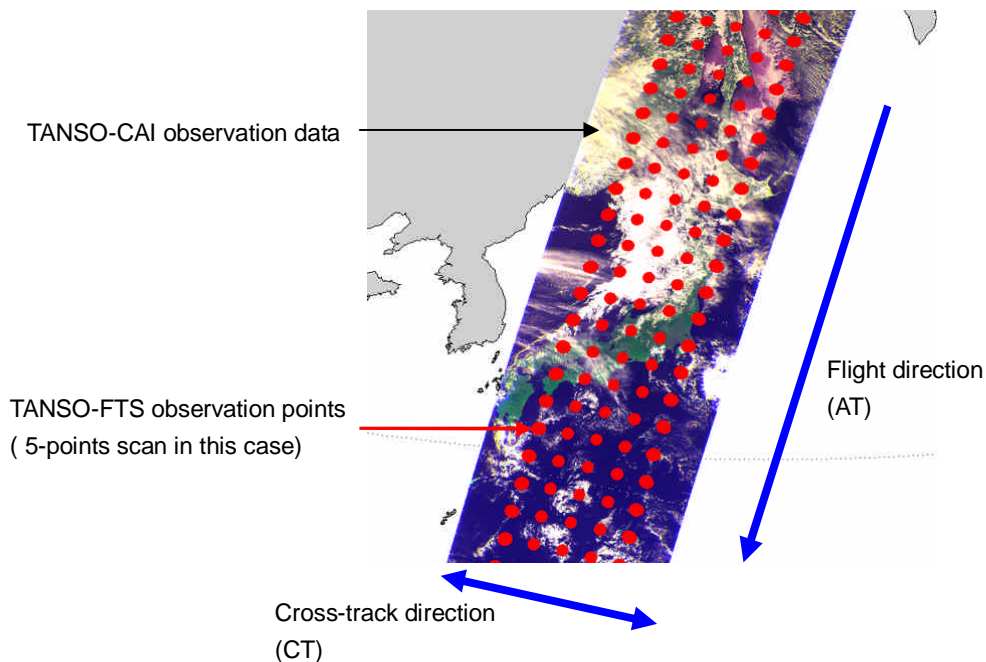 TANSO-CAI observation data
TANSO-FTS observation points
( 5-points scan in this case)
Flight direction
(AT)
Cross-track direction
(CT)